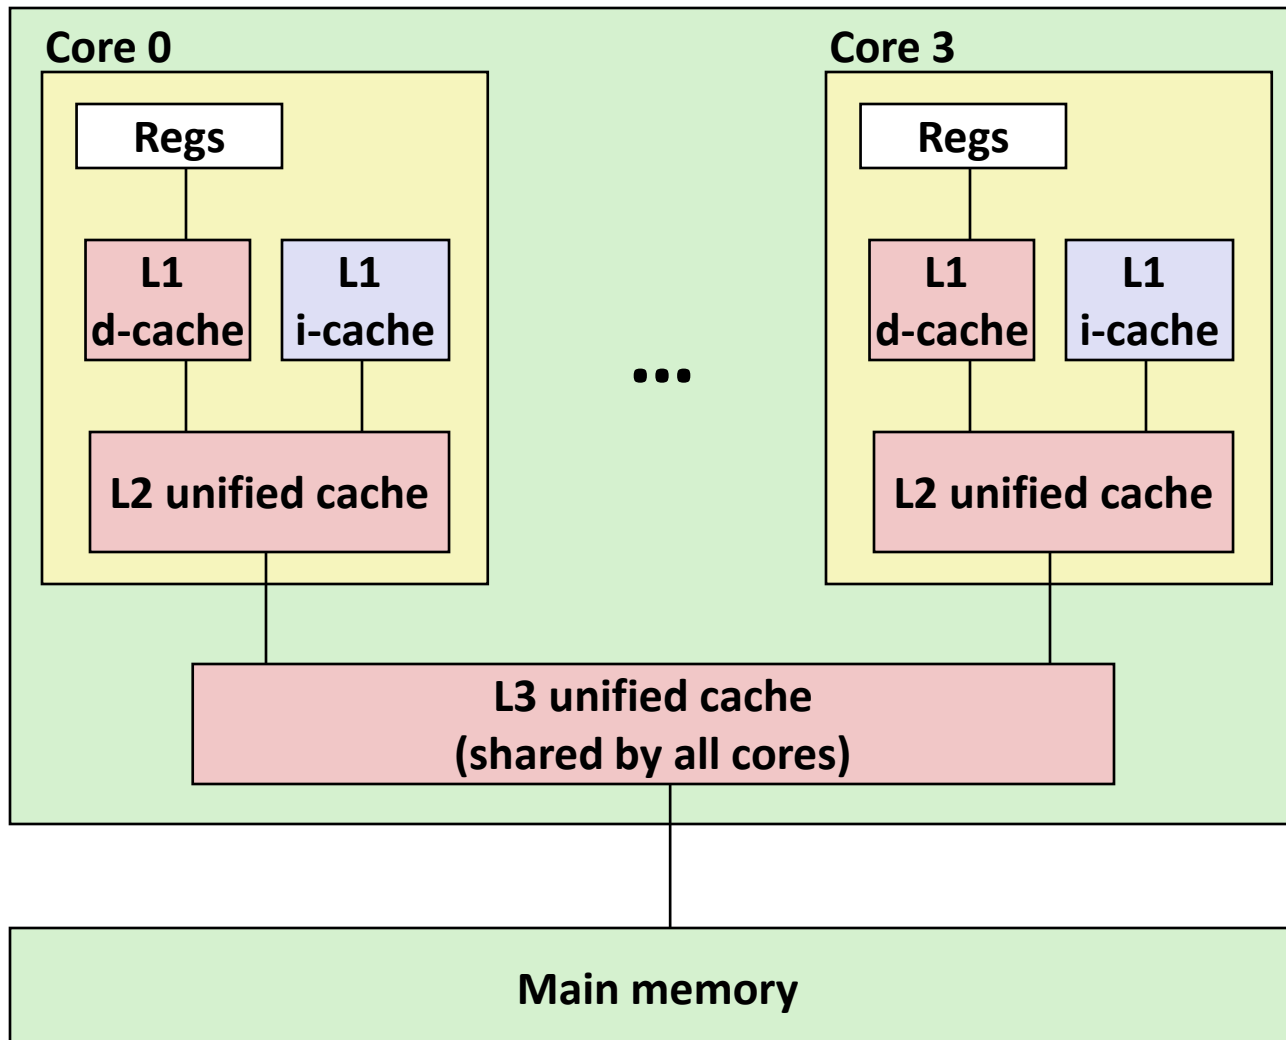 Core 0
Regs
L1
d-cache
L1
i-cache
L2 unified cache
...
Core 3
Regs
L1
d-cache
L1
i-cache
L2 unified cache
L3 unified cache
(shared by all cores)
Main memory